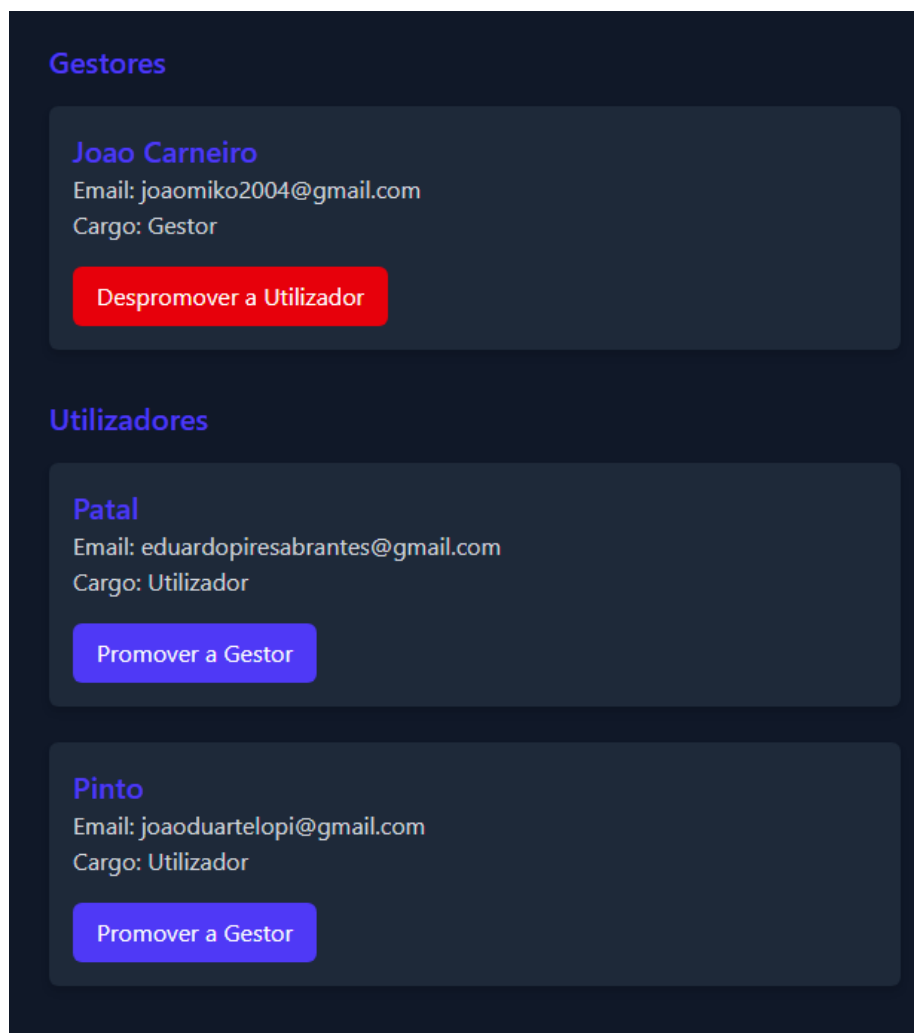 Gestores
Joao Carneiro
Email: joaomiko2004@gmail.com
Cargo: Gestor
Despromover a Utilizador
Utilizadores
Patal
Email: eduardopiresabrantes@gmail.com
Cargo: Utilizador
Promover a Gestor
Pinto
Email: joaoduartelopi@gmail.com
Cargo: Utilizador
Promover a Gestor